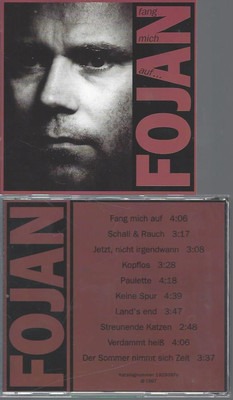 fang
mich
auf...
FOJAN
FOJAN
Fang mich auf 4:06
Schall & Rauch 3:17
Jetzt, nicht irgendwann 3:08
Kopflos 3:28
Paulette 4:18
Keine Spur 4:39
Land's end 3:47
Streunende Katzen 2:48
Verdammt heiß 4:06
Der Sommer nimmt sich Zeit 3:37